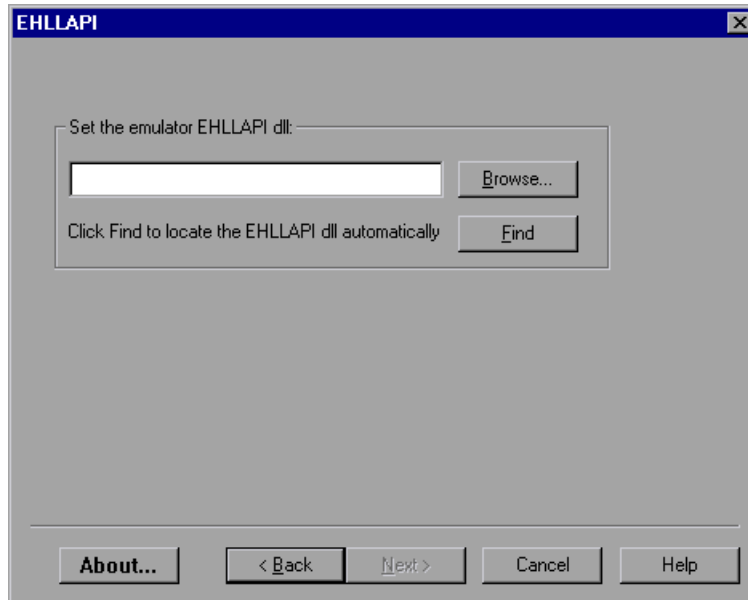 EHLLAPI
Set the emulator EHLLAPI dll:
Browse...
Click Find to locate the EHLLAPI dll automatically
Find
About...
< Back
Next >
Cancel
Help